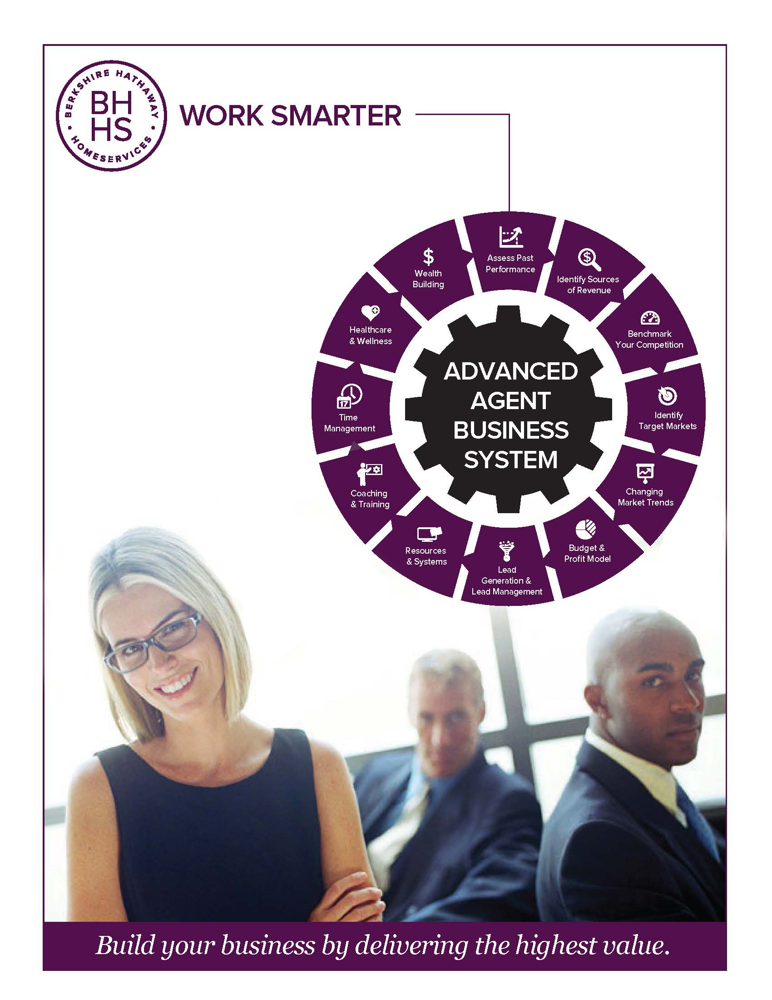 BERKSHIRE HATHAWAY
BH
HS
HOMESERVICES
WORK SMARTER
Assess Past
Performance
Identify Sources
of Revenue
Benchmark
Your Competition
Identify
Target Markets
Changing
Market Trends
Budget &
Profit Model
Lead
Generation &
Lead Management
Resources
& Systems
Coaching
& Training
17
Time
Management
Healthcare
& Wellness
$
Wealth
Building
$
ADVANCED
AGENT
BUSINESS
SYSTEM
Build your business by delivering the highest value.